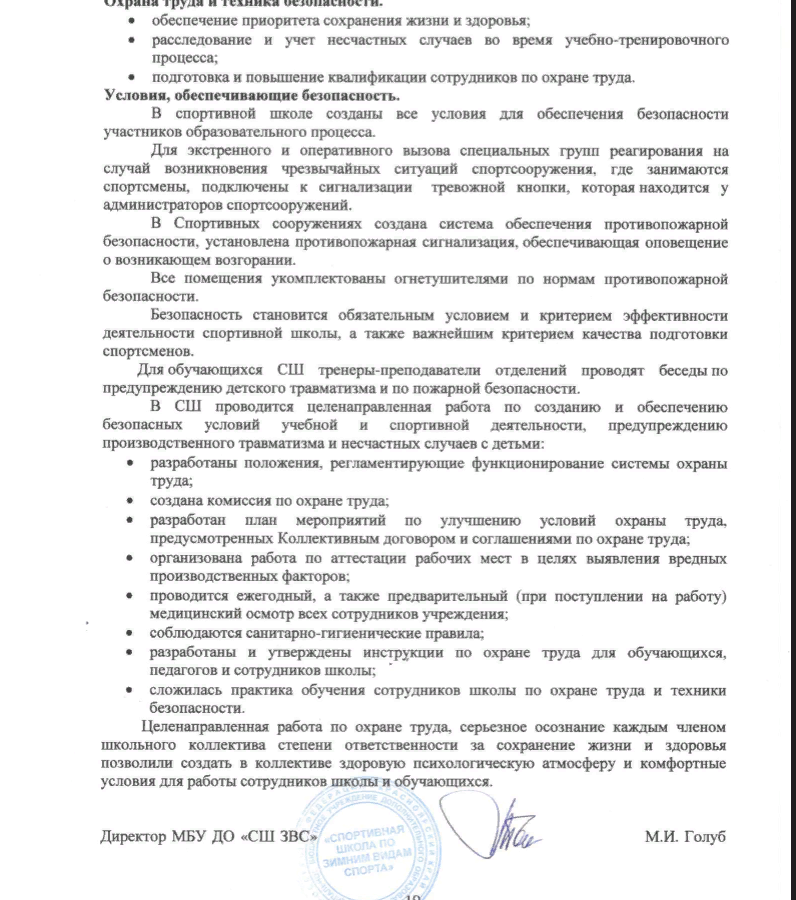 Охрана труда и техника безопасности.
• обеспечение приоритета сохранения жизни и здоровья;
• расследование и учет несчастных случаев во время учебно-тренировочного
процесса;
• подготовка и повышение квалификации сотрудников по охране труда.
Условия, обеспечивающие безопасность.
В спортивной школе созданы все условия для обеспечения безопасности
участников образовательного процесса.
Для экстренного и оперативного вызова специальных групп реагирования на
случай возникновения чрезвычайных ситуаций спортсооружения, где занимаются
спортсмены, подключены к сигнализации тревожной кнопки, которая находится у
администраторов спортсооружений.
В Спортивных сооружениях создана система обеспечения противопожарной
безопасности, установлена противопожарная сигнализация, обеспечивающая оповещение
о возникающем возгорании.
Все помещения укомплектованы огнетушителями по нормам противопожарной
безопасности.
Безопасность становится обязательным условием и критерием эффективности
деятельности спортивной школы, а также важнейшим критерием качества подготовки
спортсменов.
Для обучающихся СШ тренеры-преподаватели отделений проводят беседы по
предупреждению детского травматизма и по пожарной безопасности.
В СШ проводится целенаправленная работа по созданию и обеспечению
безопасных условий учебной и спортивной деятельности, предупреждению
производственного травматизма и несчастных случаев с детьми:
• разработаны положения, регламентирующие функционирование системы охраны
труда;
• создана комиссия по охране труда;
• разработан план мероприятий по улучшению условий охраны труда,
предусмотренных Коллективным договором и соглашениями по охране труда;
• организована работа по аттестации рабочих мест в целях выявления вредных
производственных факторов;
• проводится ежегодный, а также предварительный (при поступлении на работу)
медицинский осмотр всех сотрудников учреждения;
• соблюдаются санитарно-гигиенические правила;
• разработаны и утверждены инструкции по охране труда для обучающихся,
педагогов и сотрудников школы;
• сложилась практика обучения сотрудников школы по охране труда и техники
безопасности.
Целенаправленная работа по охране труда, серьезное осознание каждым членом
школьного коллектива степени ответственности за сохранение жизни и здоровья
позволили создать в коллективе здоровую психологическую атмосферу и комфортные
условия для работы сотрудников школы и обучающихся.
Директор МБУ ДО «СШ ЗВС»
М.И. Голуб
«СПОРТИВНАЯ
ШКОЛА ПО
ЗИМНИМ ВИДАМ
СПОРТА»